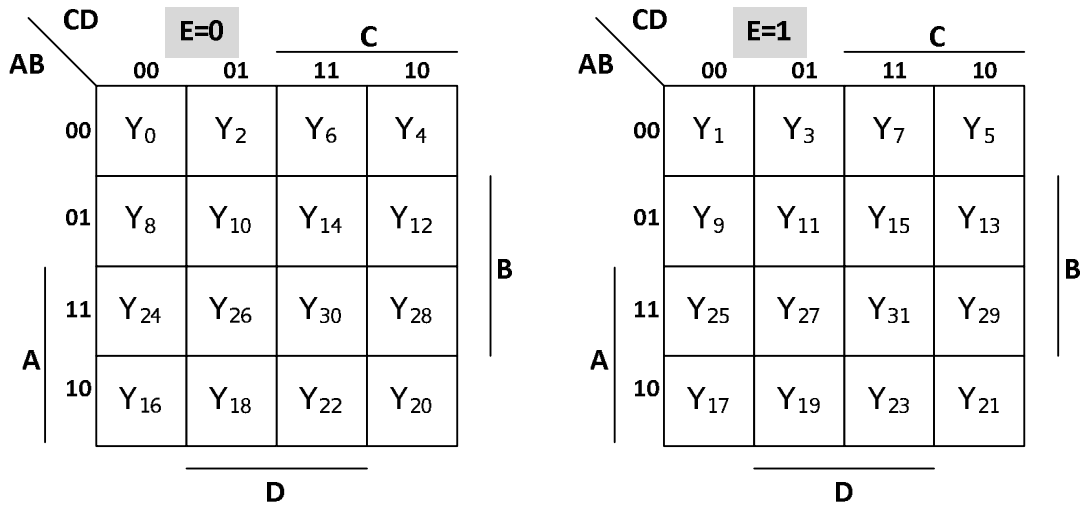 CD E=0 C
AB 00 01 11 10
00 Y0 Y2 Y6 Y4
01 Y8 Y10 Y14 Y12
B
11 Y24 Y26 Y30 Y28
A
10 Y16 Y18 Y22 Y20
D
CD E=1 C
AB 00 01 11 10
00 Y1 Y3 Y7 Y5
01 Y9 Y11 Y15 Y13
B
11 Y25 Y27 Y31 Y29
A
10 Y17 Y19 Y23 Y21
D